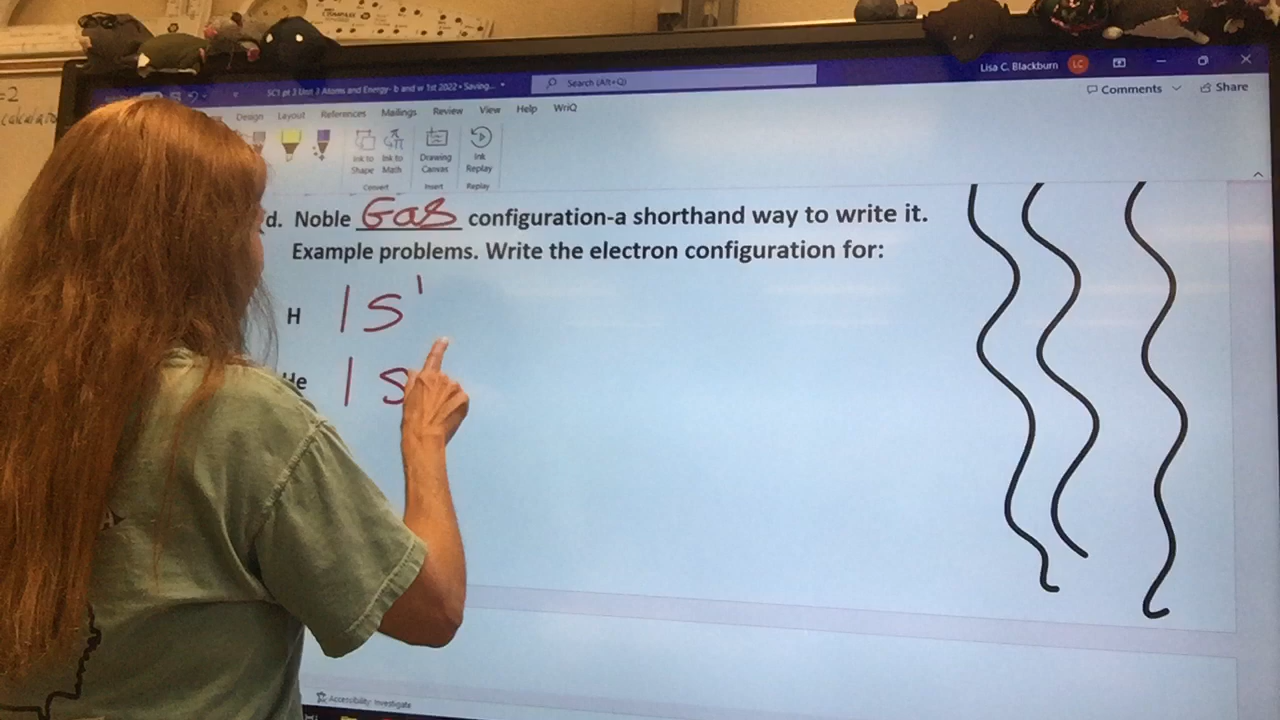 =2
SC1 pt 3 Unit 3 Atoms and Energy- b and w 1st 2022 • Saving...
Search (Alt+Q)
Lisa C. Blackburn LC
Design Layout References Mailings Review View Help WriQ
Comments Share
Ink to Shape Ink to Math Drawing Canvas Ink Replay
Convert Insert Replay
d. Noble Gas configuration-a shorthand way to write it.
Example problems. Write the electron configuration for:
H 1S¹
He 1S
Accessibility: Investigate